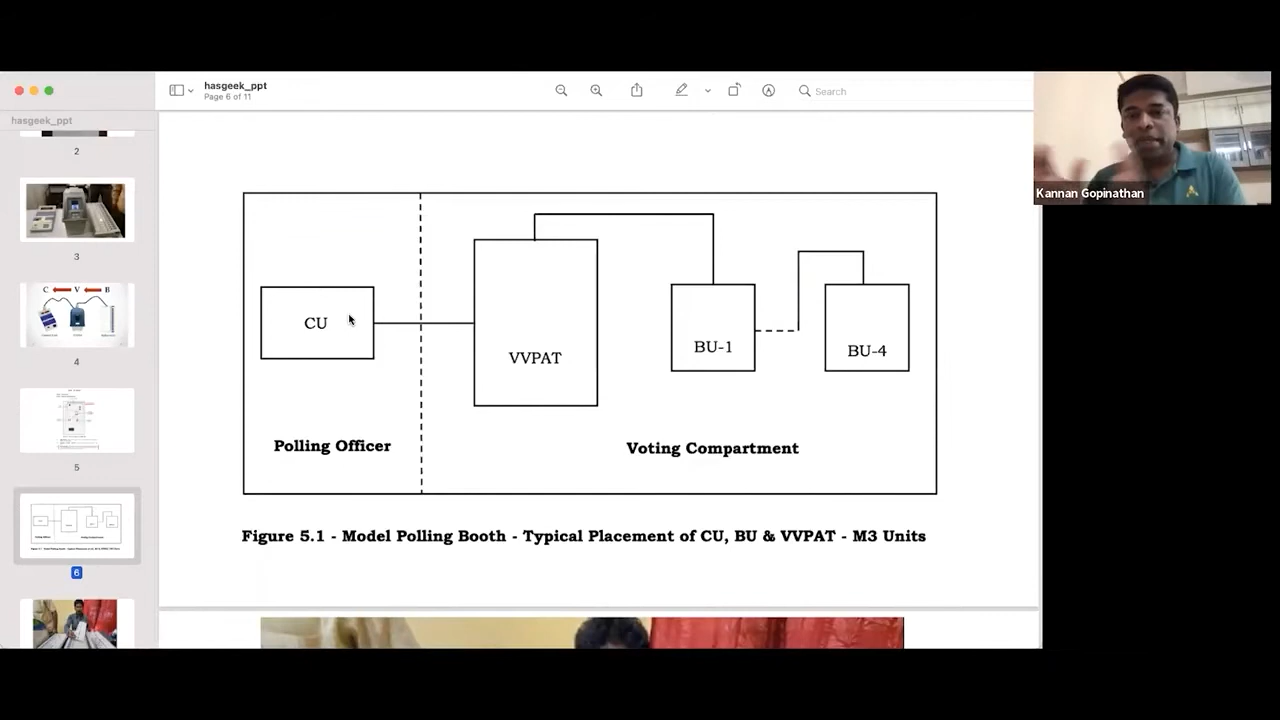 hasgeek_ppt
Page 6 of 11
Search
hasgeek_ppt
2
3
C V B
4
5
6
Kannan Gopinathan
CU
VVPAT
BU-1
BU-4
Polling Officer
Voting Compartment
Figure 5.1 - Model Polling Booth - Typical Placement of CU, BU & VVPAT - M3 Units